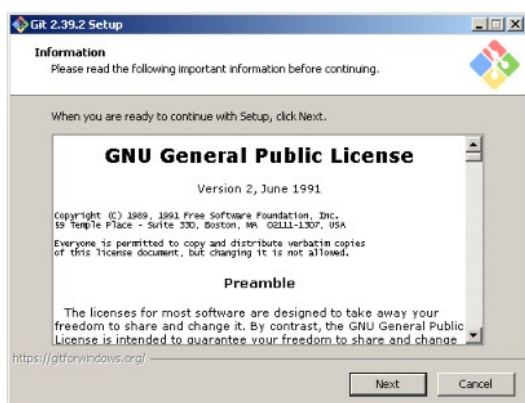 Git 2.39.2 Setup
Information
Please read the following important information before continuing.
When you are ready to continue with Setup, click Next.
GNU General Public License
Version 2, June 1991
Copyright (C) 1989, 1991 Free Software Foundation, Inc.
59 Temple Place - Suite 330, Boston, MA 02111-1307, USA
Everyone is permitted to copy and distribute verbatim copies
of this license document, but changing it is not allowed.
Preamble
The licenses for most software are designed to take away your
freedom to share and change it. By contrast, the GNU General Public
License is intended to guarantee your freedom to share and change
https://gitforwindows.org/
Next
Cancel